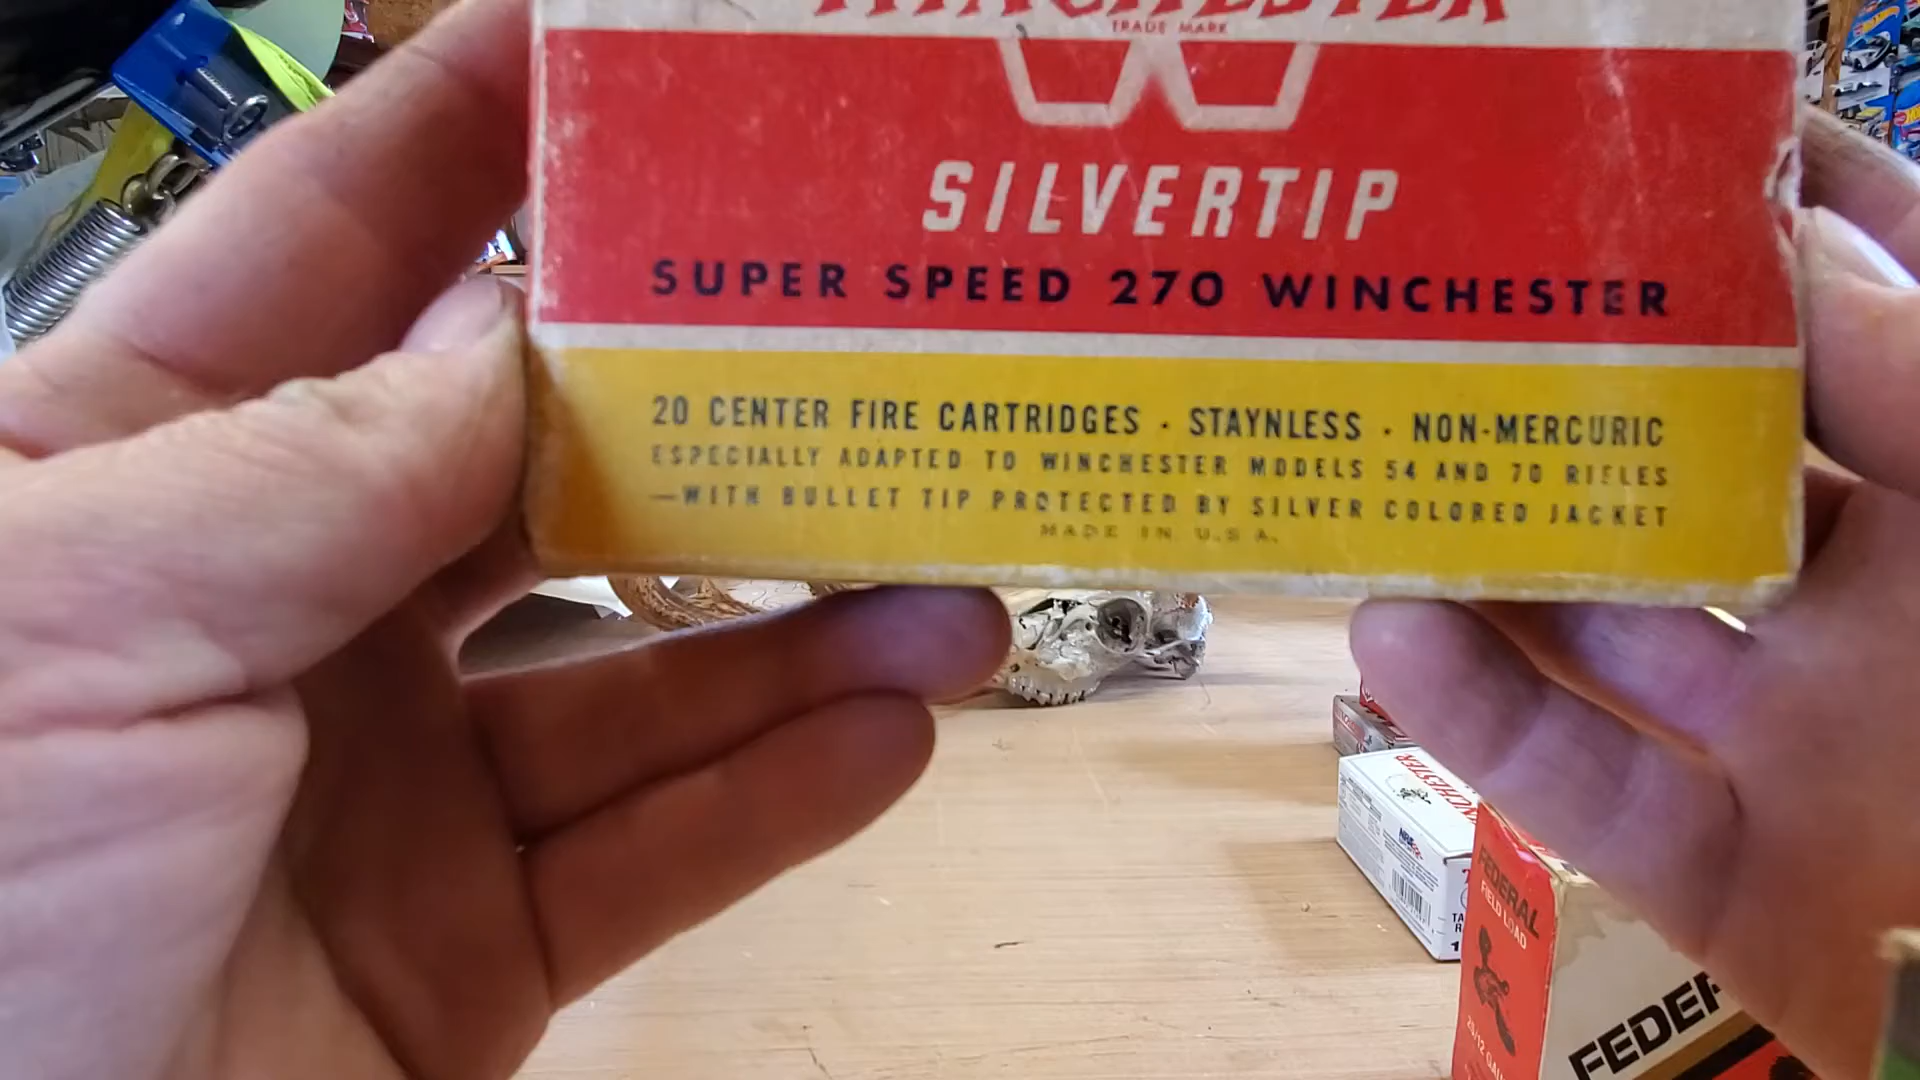 WINCHESTER
TRADE MARK
SILVERTIP
SUPER SPEED 270 WINCHESTER
20 CENTER FIRE CARTRIDGES · STAYNLESS · NON-MERCURIC
ESPECIALLY ADAPTED TO WINCHESTER MODELS 54 AND 70 RIFLES
—WITH BULLET TIP PROTECTED BY SILVER COLORED JACKET
MADE IN U.S.A.
WINCHESTER
FEDERAL
FIELD LOAD
FEDER